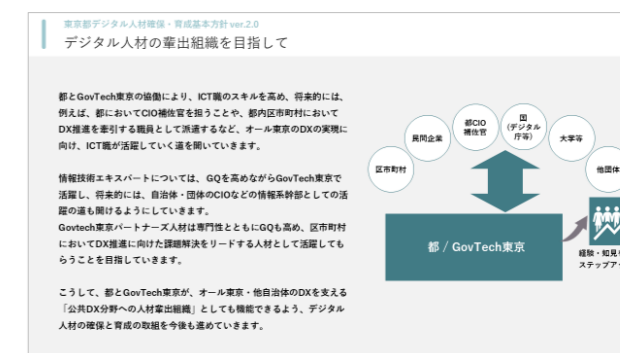 東京都デジタル人材確保・育成基本方針 ver.2.0
デジタル人材の輩出組織を目指して
都とGovTech東京の協働により、ICT職のスキルを高め、将来的には、
例えば、都においてCIO補佐官を担うことや、都内区市町村において
DX推進を牽引する職員として派遣するなど、オール東京のDXの実現に
向け、ICT職が活躍していく道を開いていきます。
情報技術エキスパートについては、GQを高めながらGovTech東京で
活躍し、将来的には、自治体・団体のCIOなどの情報系幹部としての活
躍の道も開けるようにしていきます。
Govtech東京パートナーズ人材は専門性とともにGQも高め、区市町村
においてDX推進に向けた課題解決をリードする人材として活躍しても
らうことを目指していきます。
こうして、都とGovTech東京が、オール東京・他自治体のDXを支える
「公共DX分野への人材輩出組織」としても機能できるよう、デジタル
人材の確保と育成の取組を今後も進めていきます。
区市町村
民間企業
都CIO
補佐官
国
(デジタル
庁等)
大学等
他団体
都 / GovTech東京
経験・知見
ステップア